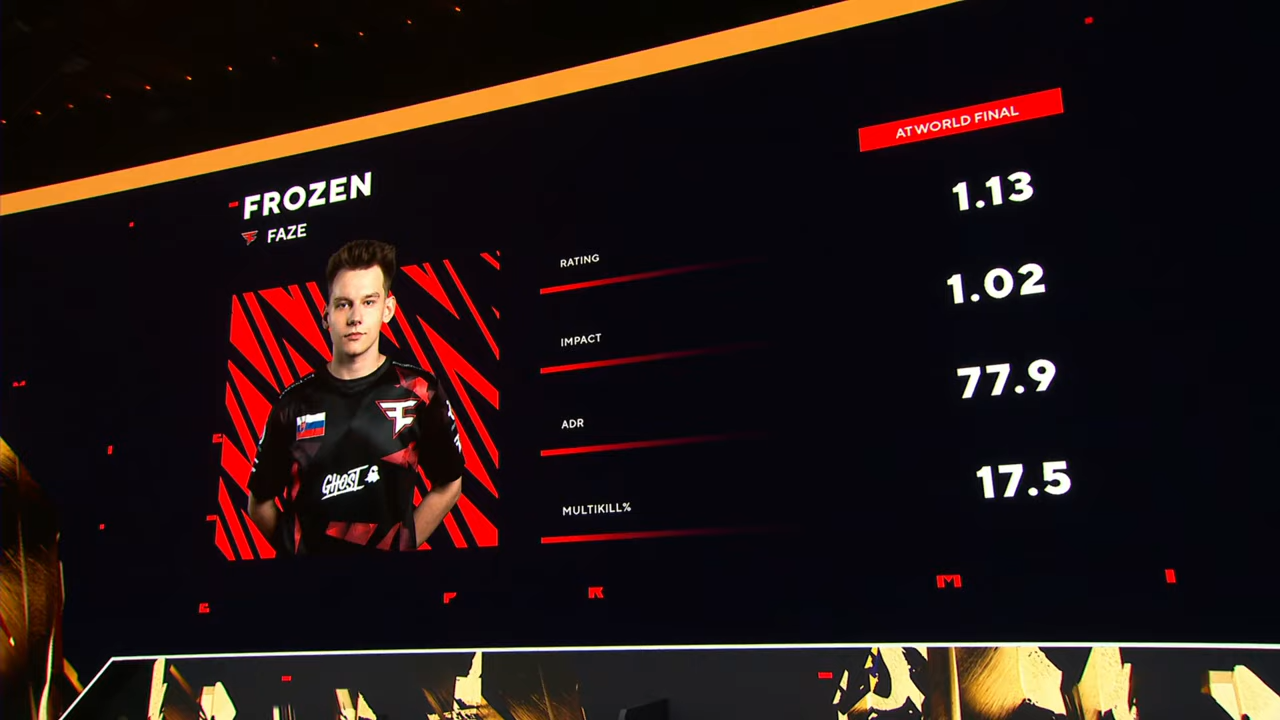 AT WORLD FINAL
FROZEN
FAZE
RATING
1.13
IMPACT
1.02
ADR
77.9
MULTIKILL%
17.5
GHOST